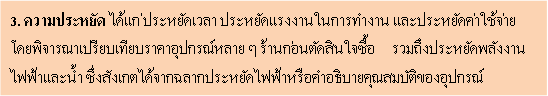 3. ความประหยัด ได้แก่ประหยัดเวลา ประหยัดแรงงานในการทำงาน และประหยัดค่าใช้จ่าย
โดยพิจารณาเปรียบเทียบราคาอุปกรณ์หลาย ๆ ร้านก่อนตัดสินใจซื้อ รวมถึงประหยัดพลังงาน
ไฟฟ้าและน้ำ ซึ่งสังเกตได้จากฉลากประหยัดไฟฟ้าหรือคำอธิบายคุณสมบัติของอุปกรณ์